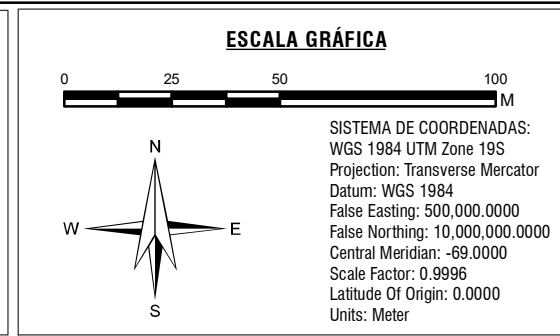 ESCALA GRÁFICA
0 25 50 100
M
N
W E
S
SISTEMA DE COORDENADAS:
WGS 1984 UTM Zone 19S
Projection: Transverse Mercator
Datum: WGS 1984
False Easting: 500,000.0000
False Northing: 10,000,000.0000
Central Meridian: -69.0000
Scale Factor: 0.9996
Latitude Of Origin: 0.0000
Units: Meter